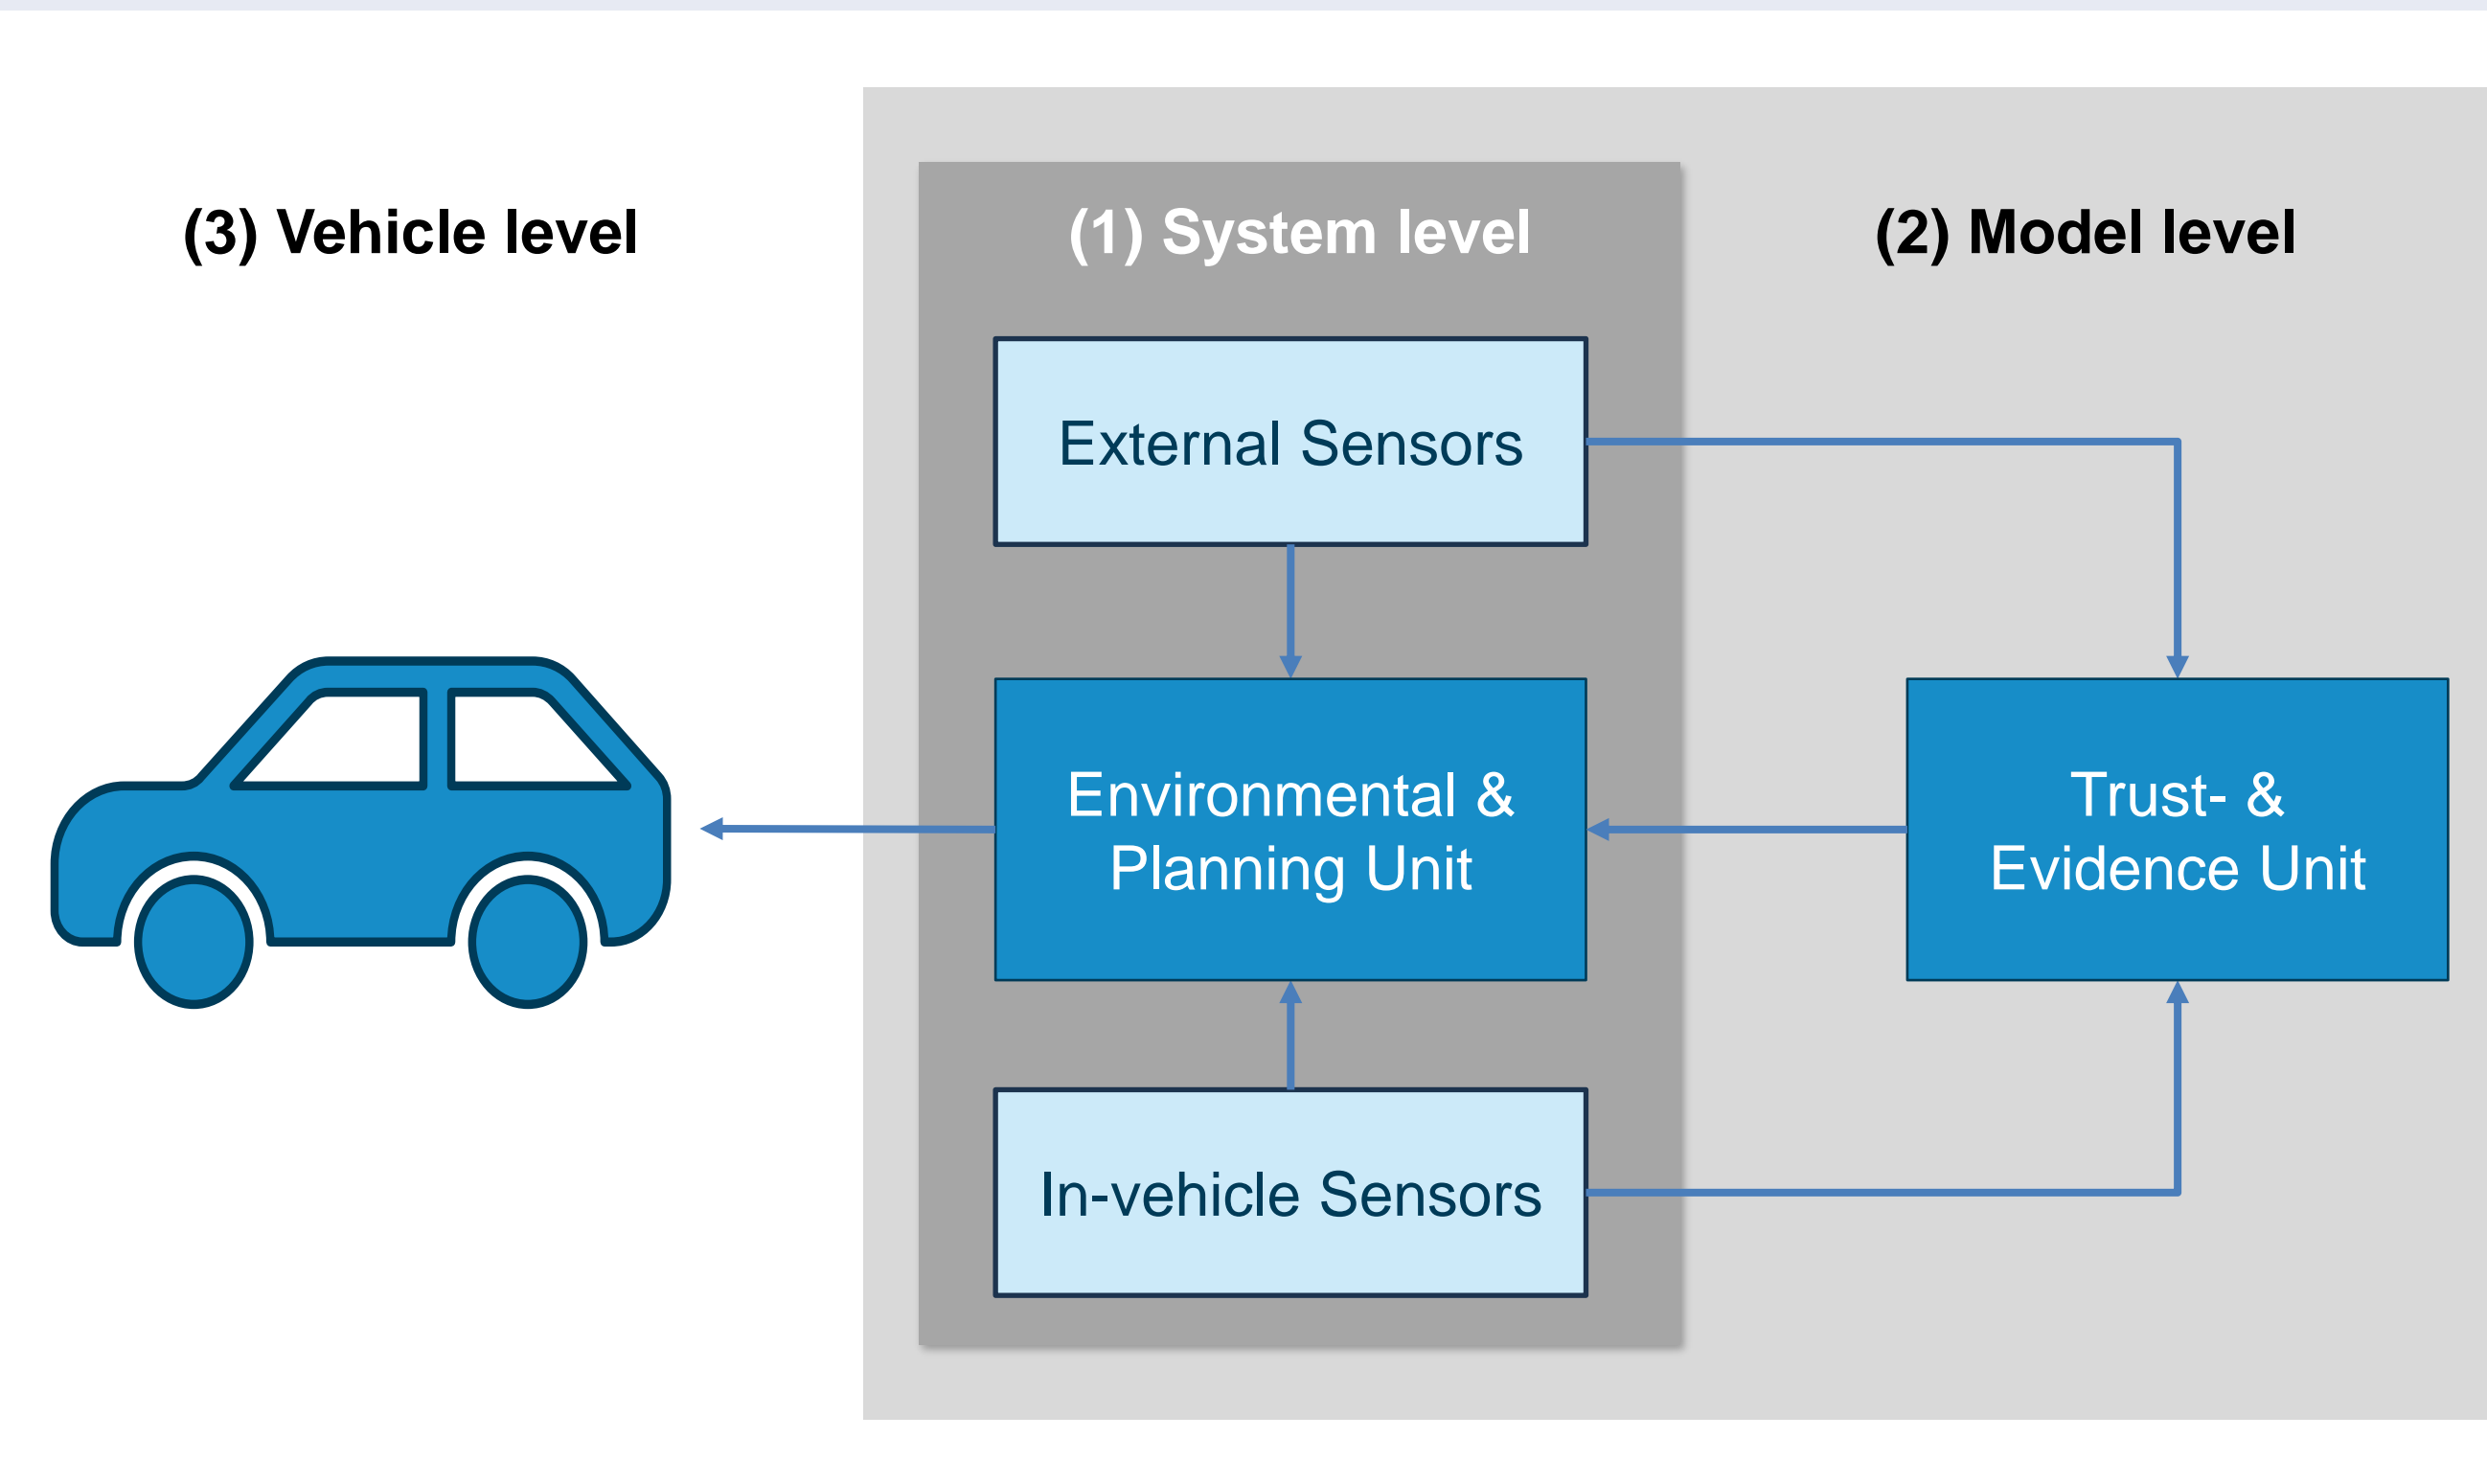 (3) Vehicle level
(1) System level
(2) Model level
External Sensors
Environmental &
Planning Unit
Trust- &
Evidence Unit
In-vehicle Sensors